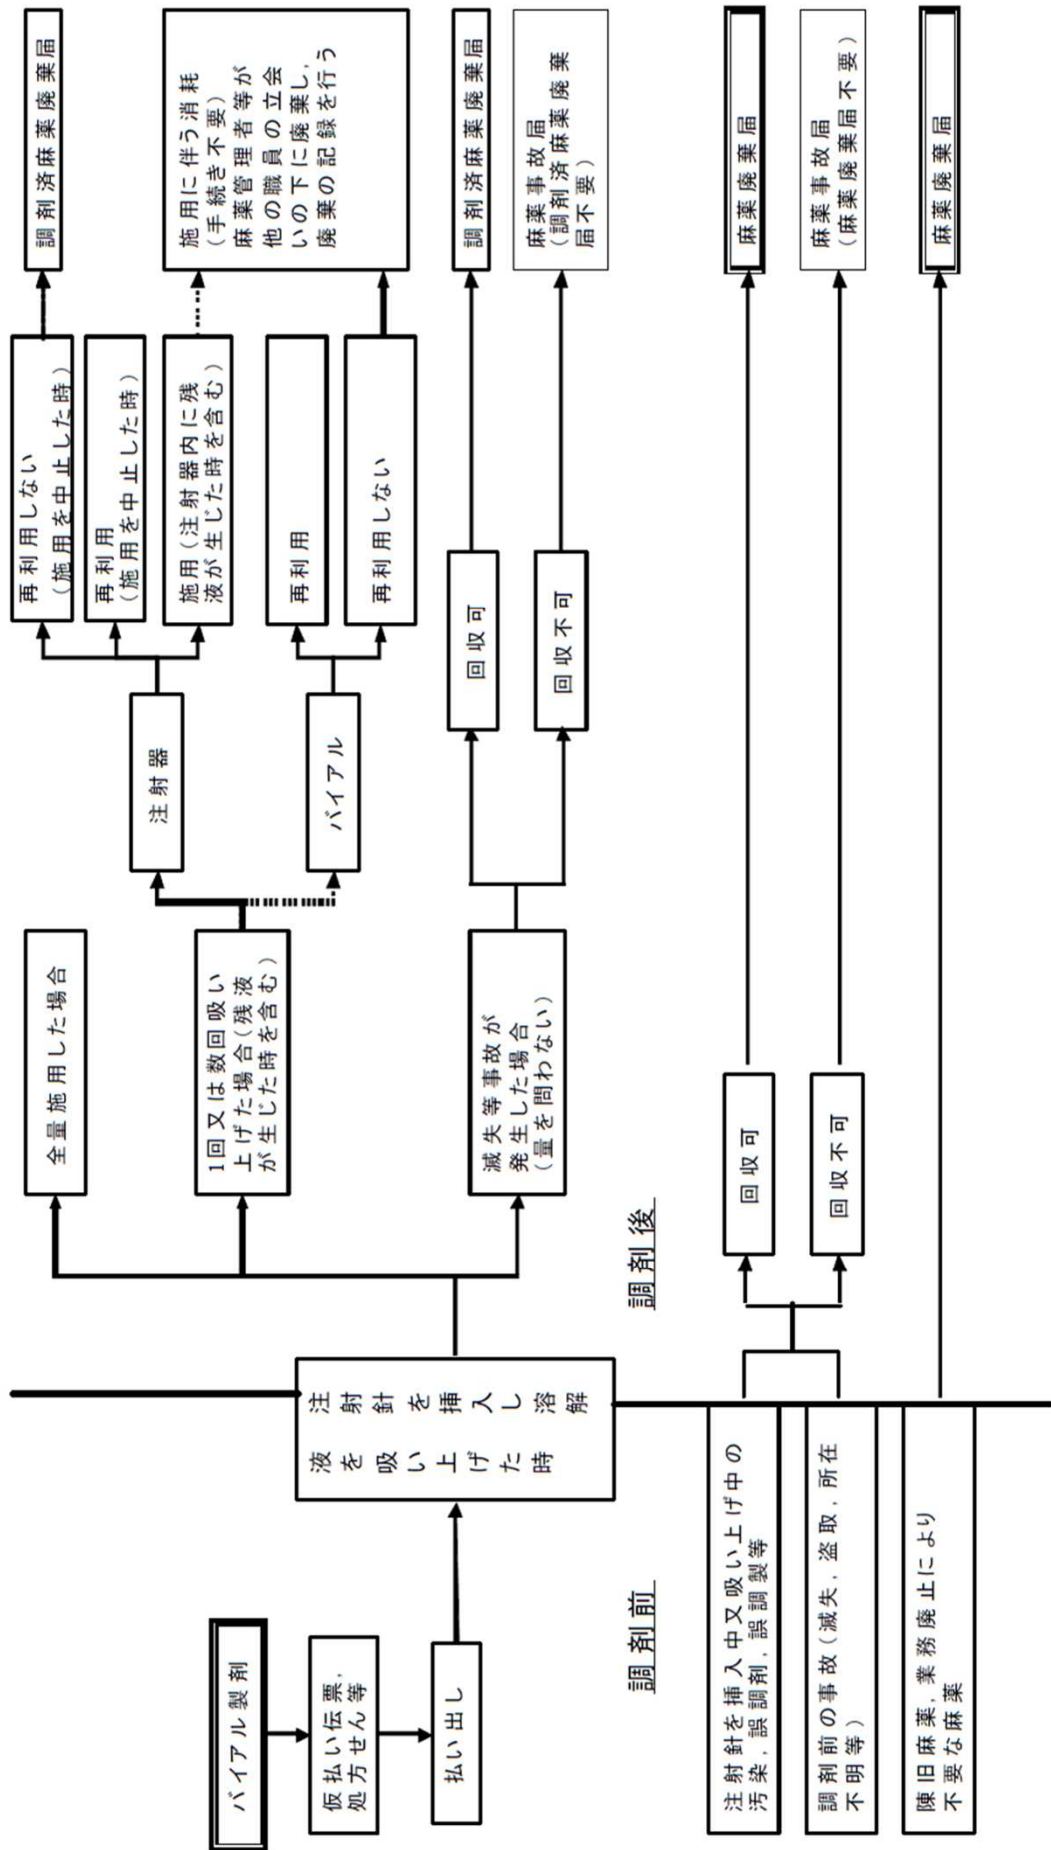 バイアル製剤
仮払い伝票,
処方せん等
払い出し
注射針を挿入し溶解
液を吸い上げた時
全量施用した場合
1回又は数回吸い
上げた場合(残液
が生じた時を含む)
滅失等事故が
発生した場合
(量を問わない)
注射器
バイアル
再利用しない
(施用を中止した時)
再利用
(施用を中止した時)
施用(注射器内に残
液が生じた時を含む)
再利用
再利用しない
回収可
回収不可
調剤済麻薬廃棄届
施用に伴う消耗
(手続き不要)
麻薬管理者等が
他の職員の立会
いの下に廃棄し,
廃棄の記録を行う
調剤済麻薬廃棄届
麻薬事故届
(調剤済麻薬廃棄
届不要)
調剤前
調剤後
注射針を挿入中又吸い上げ中の
汚染,誤調剤,誤調製等
調剤前の事故(滅失,盗取,所在
不明等)
陳旧麻薬,業務廃止により
不要な麻薬
回収可
回収不可
麻薬廃棄届
麻薬事故届
(麻薬廃棄届不要)
麻薬廃棄届